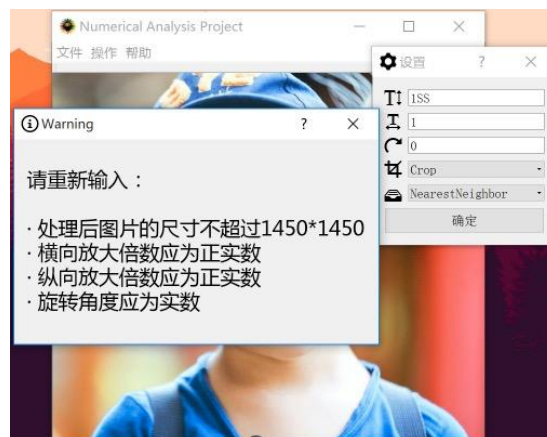 Numerical Analysis Project
文件 操作 帮助
设置
?
1SS
1
0
Crop
NearestNeighbor
确定
Warning
?
请重新输入：
· 处理后图片的尺寸不超过1450*1450
· 横向放大倍数应为正实数
· 纵向放大倍数应为正实数
· 旋转角度应为实数